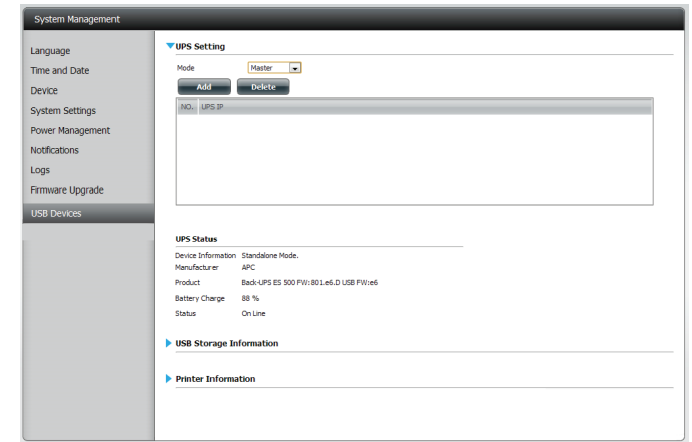 System Management
Language
Time and Date
Device
System Settings
Power Management
Notifications
Logs
Firmware Upgrade
USB Devices
UPS Setting
Mode Master
Add Delete
NO. UPS IP
UPS Status
Device Information Standalone Mode.
Manufacturer APC
Product Back-UPS ES 500 FW:801.e6.D USB FW:e6
Battery Charge 88 %
Status On Line
USB Storage Information
Printer Information